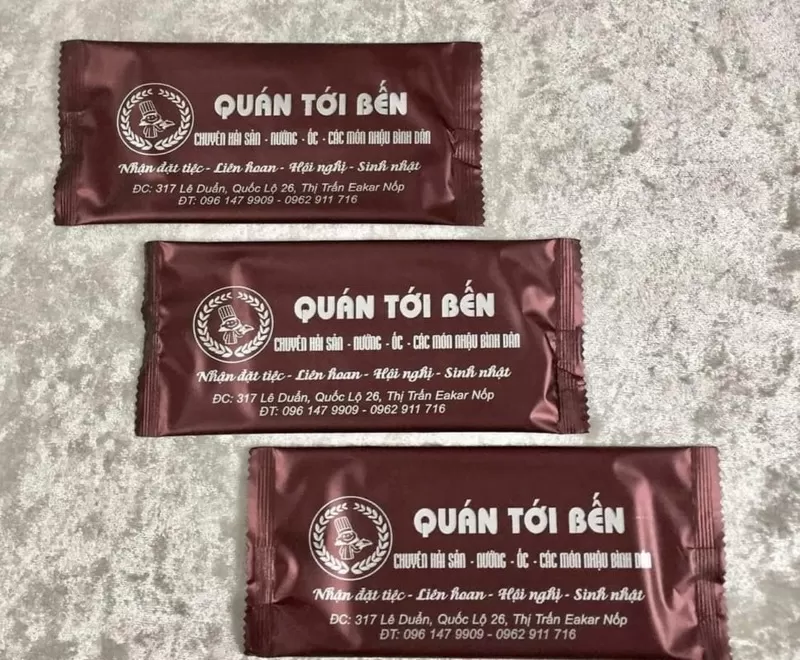 QUÁN TỚI BẾN
CHUYÊN HẢI SẢN - NƯỚNG - ỐC - CÁC MÓN NHẬU BÌNH DÂN
Nhận đặt tiệc - Liên hoan - Hội nghị - Sinh nhật
ĐC: 317 Lê Duẩn, Quốc Lộ 26, Thị Trấn Eakar Nốp
ĐT: 096 147 9909 - 0962 911 716
QUÁN TỚI BẾN
CHUYÊN HẢI SẢN - NƯỚNG - ỐC - CÁC MÓN NHẬU BÌNH DÂN
Nhận đặt tiệc - Liên hoan - Hội nghị - Sinh nhật
ĐC: 317 Lê Duẩn, Quốc Lộ 26, Thị Trấn Eakar Nốp
ĐT: 096 147 9909 - 0962 911 716
QUÁN TỚI BẾN
CHUYÊN HẢI SẢN - NƯỚNG - ỐC - CÁC MÓN NHẬU BÌNH DÂN
Nhận đặt tiệc - Liên hoan - Hội nghị - Sinh nhật
ĐC: 317 Lê Duẩn, Quốc Lộ 26, Thị Trấn Eakar Nốp
ĐT: 096 147 9909 - 0962 911 716